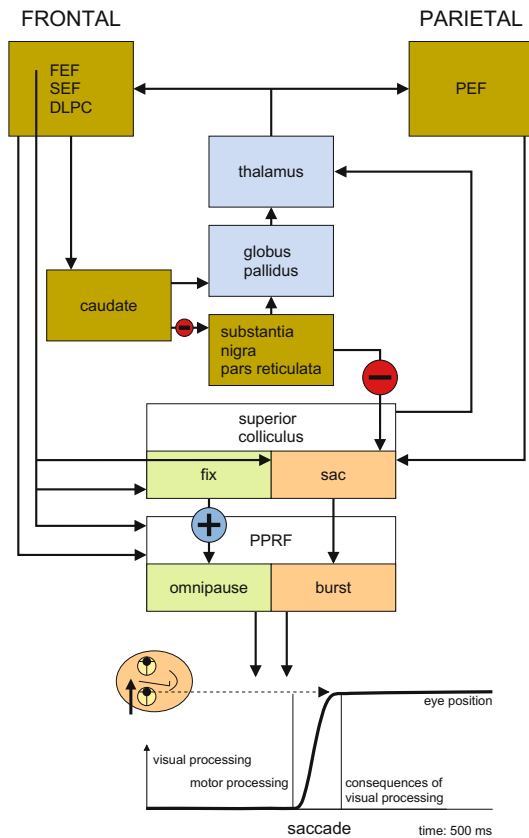 FRONTAL
PARIETAL
FEF
SEF
DLPC
PEF
thalamus
globus
pallidus
caudate
substantia
nigra
pars reticulata
superior
colliculus
fix
sac
PPRF
omnipause
burst
eye position
visual processing
motor processing
consequences of
visual processing
saccade
time: 500 ms